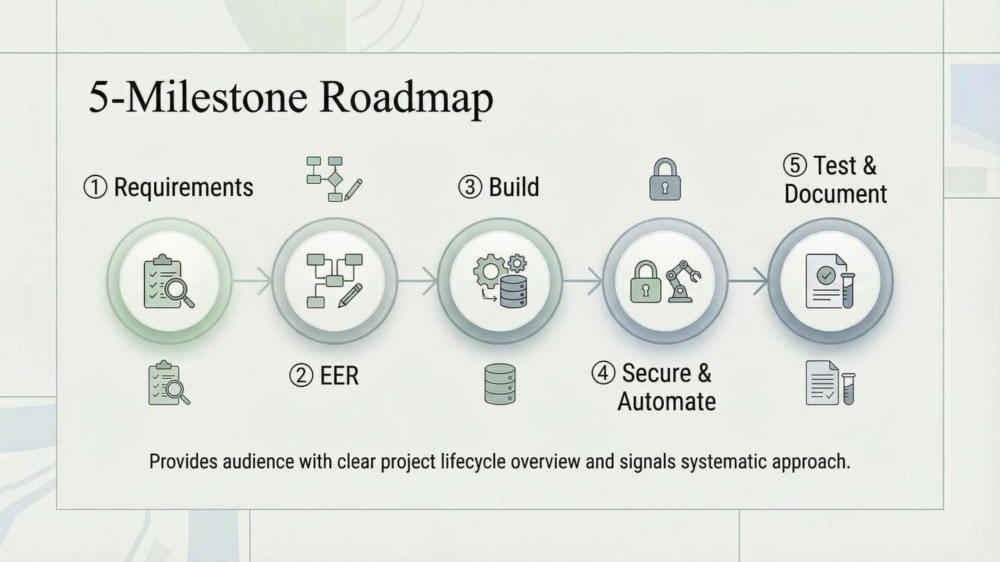 5-Milestone Roadmap
① Requirements
② EER
③ Build
④ Secure &
Automate
⑤ Test &
Document
Provides audience with clear project lifecycle overview and signals systematic approach.